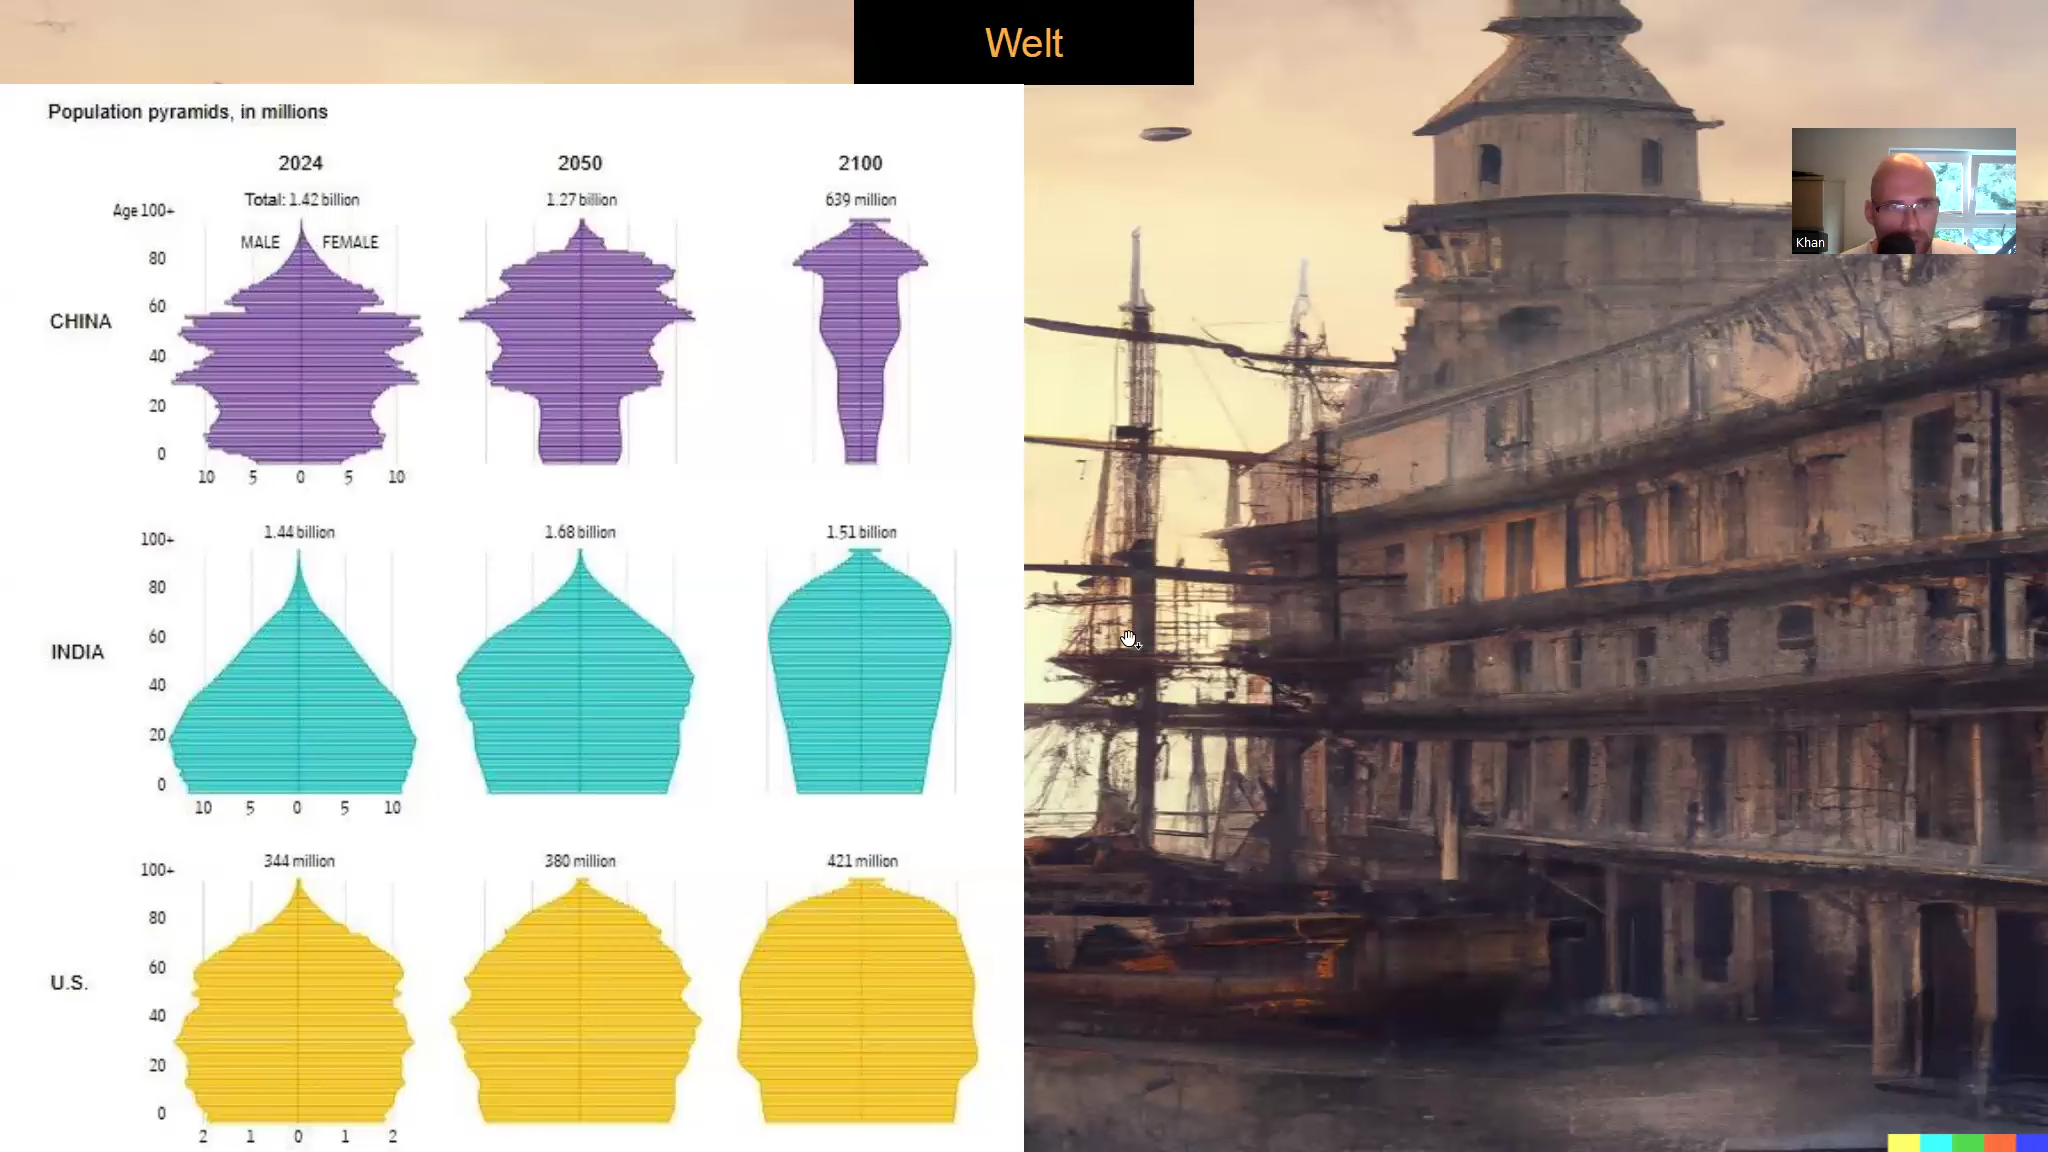 Welt
Population pyramids, in millions
2024 2050 2100
Total: 1.42 billion 1.27 billion 639 million
Age 100+
MALE FEMALE
80
60
CHINA
40
20
0
10 5 0 5 10
1.44 billion 1.68 billion 1.51 billion
100+
80
60
INDIA
40
20
0
10 5 0 5 10
344 million 380 million 421 million
100+
80
60
U.S.
40
20
0
2 1 0 1 2
Khan